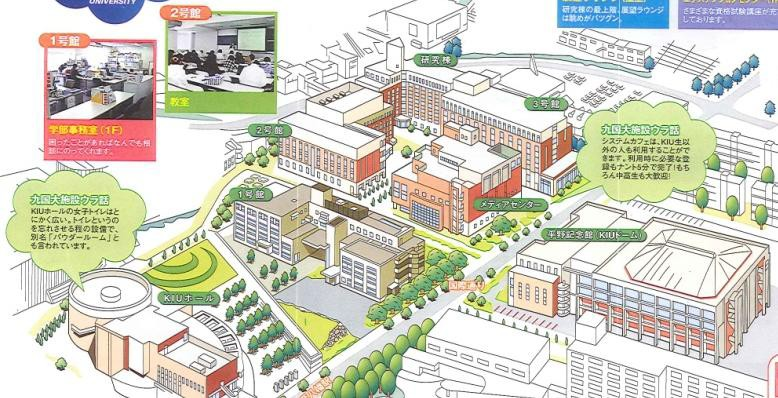 UNIVERSITY
1号館
学部事務室(1F)
困ったことがあればなんでも相
談にのってくれます。
2号館
教室
研究棟の最上階、展望ラウンジ
は眺めがバツグン
さまざまな資格試験講座が充
しております。
研究棟
3号館
2号館
1号館
メディアセンター
平野記念館(KIUドーム)
KIUホール
国際通り
九国大施設ウラ話
システムカフェは、KIU生以
外の人も利用することがで
きます。利用時に必要な登
録もナント5分で完了!もち
ろん中高生も大歓迎!
九国大施設ウラ話
KIUホールの女子トイレはと
にかく広い。トイレというの
を忘れさせる程の設備で、
別名「パウダールーム」と
も言われています。